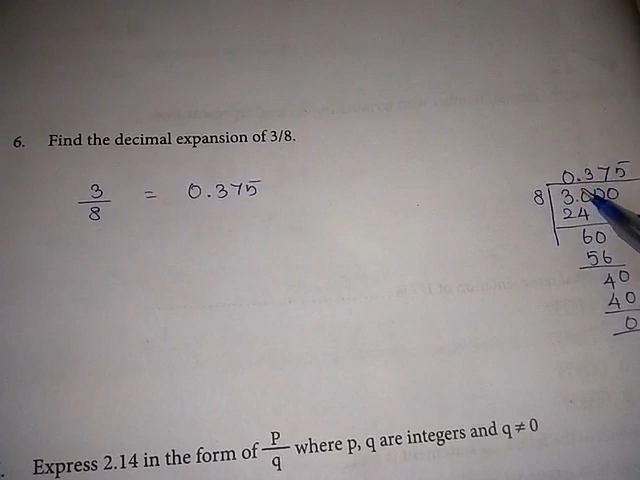 6. Find the decimal expansion of 3/8.
3/8 = 0.375
0.375
8 3.000
24
60
56
40
40
0
Express 2.14 in the form of p/q where p, q are integers and q ≠ 0